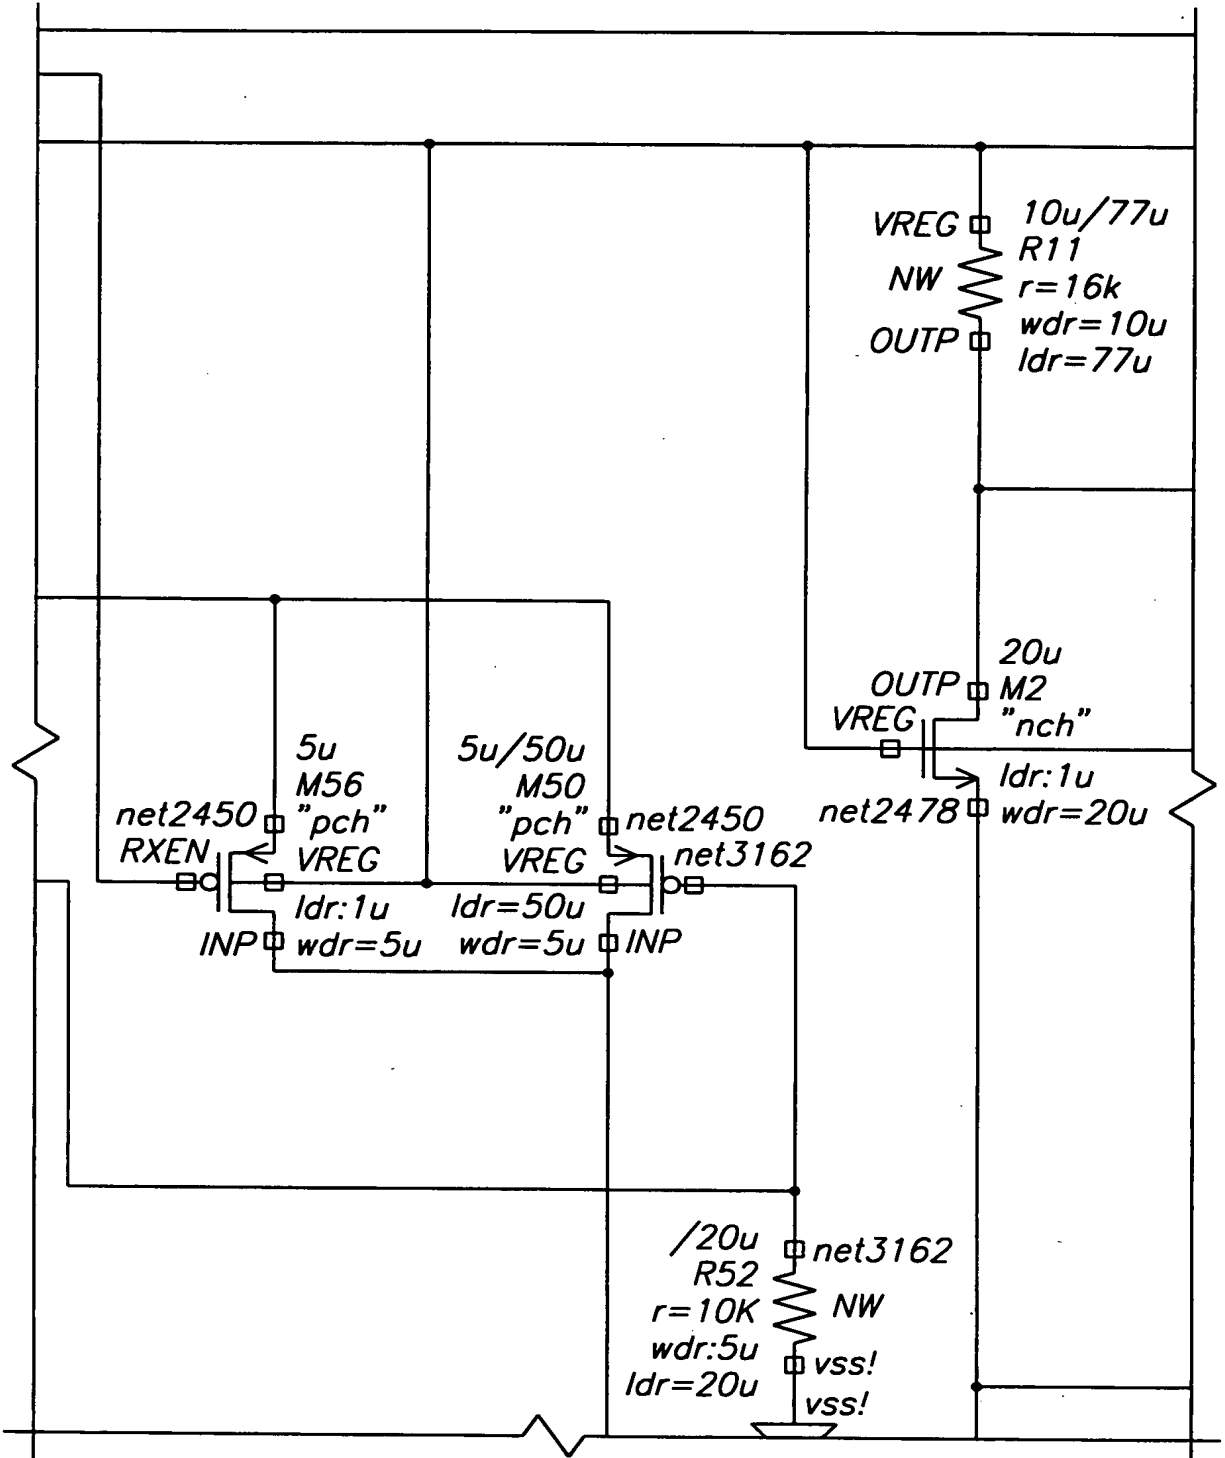 VREG
10u/77u
R11
NW
r=16k
wdr=10u
OUTP
ldr=77u
20u
OUTP
M2
VREG
"nch"
ldr:1u
net2478
wdr=20u
5u
M56
net2450
"pch"
RXEN
VREG
ldr:1u
INP
wdr=5u
5u/50u
M50
"pch"
net2450
VREG
net3162
ldr=50u
wdr=5u
INP
/20u
net3162
R52
r=10K
NW
wdr:5u
vss!
ldr=20u
vss!